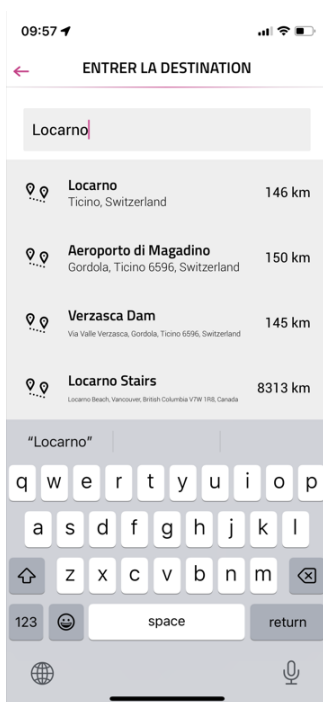 09:57
ENTRER LA DESTINATION
Locarno
Locarno
Ticino, Switzerland
146 km
Aeroporto di Magadino
Gordola, Ticino 6596, Switzerland
150 km
Verzasca Dam
Via Valle Verzasca, Gordola, Ticino 6596, Switzerland
145 km
Locarno Stairs
Locarno Beach, Vancouver, British Columbia V7W 1R8, Canada
8313 km
“Locarno”
q w e r t y u i o p
a s d f g h j k l
z x c v b n m
123 space return